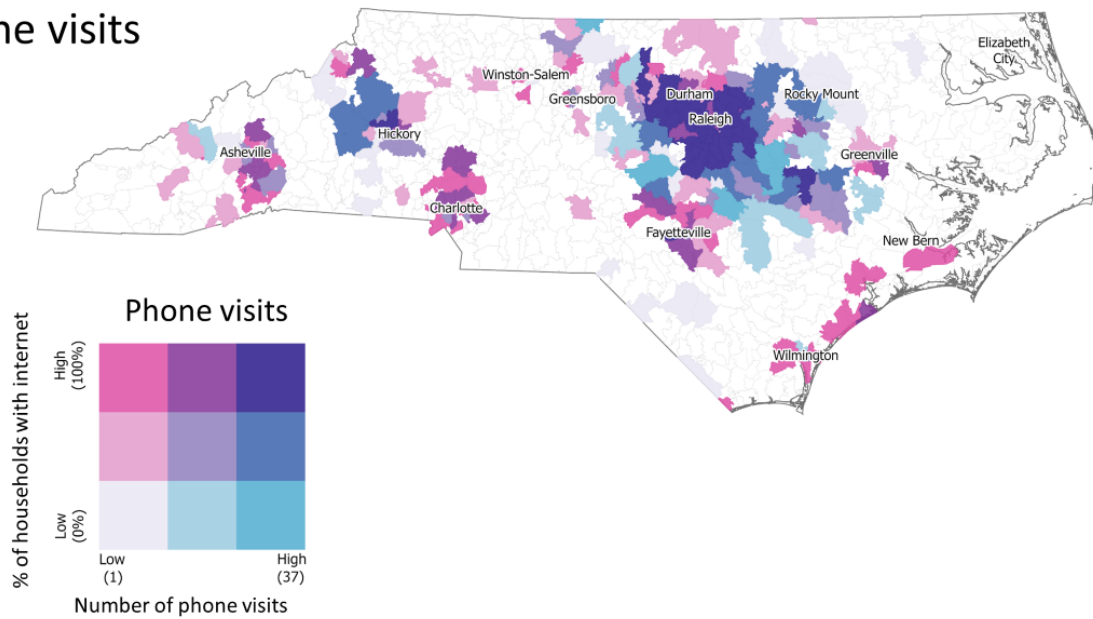 ne visits
Elizabeth
City
Winston-Salem
Durham
Rocky Mount
Greensboro
Raleigh
Hickory
Asheville
Greenville
Charlotte
Fayetteville
New Bern
Wilmington
Phone visits
% of households with internet
High
(100%)
Low
(0%)
Low
(1)
High
(37)
Number of phone visits